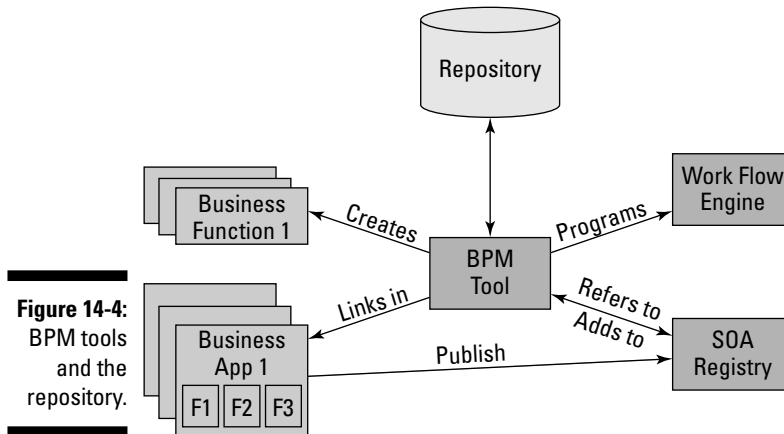 Repository
Work Flow
Engine
Business
Function 1
Creates
Programs
BPM
Tool
Figure 14-4:
BPM tools
and the
repository.
Links in
Refers to
Adds to
Business
App 1
F1 F2 F3
Publish
SOA
Registry